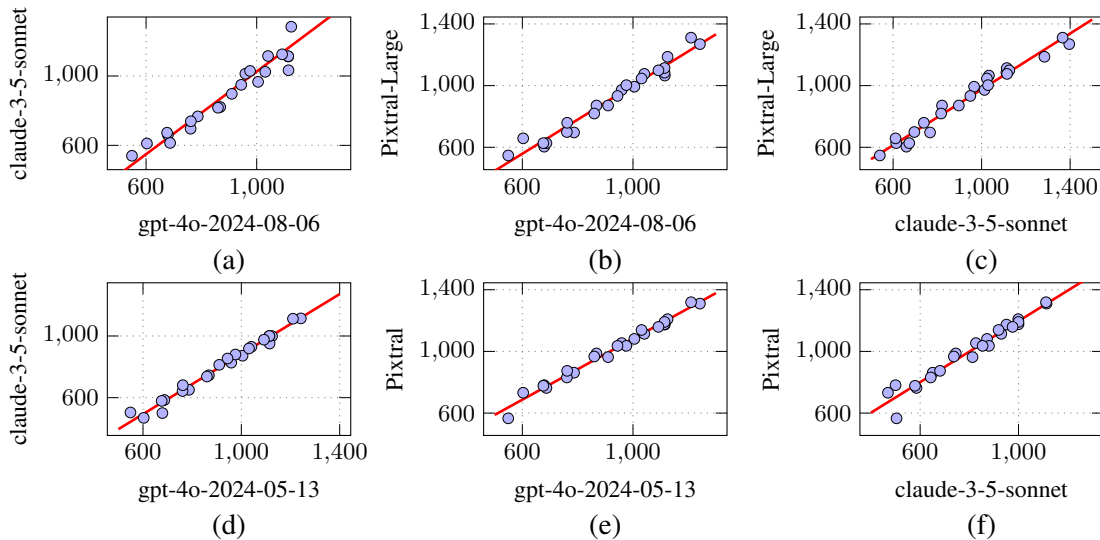 claude-3-5-sonnet
1,000
600
600
1,000
gpt-4o-2024-08-06
(a)
Pixtral-Large
1,400
1,000
600
600
1,000
gpt-4o-2024-08-06
(b)
Pixtral-Large
1,400
1,000
600
600
1,000
1,400
claude-3-5-sonnet
(c)
claude-3-5-sonnet
1,000
600
600
1,000
1,400
gpt-4o-2024-05-13
(d)
Pixtral
1,400
1,000
600
600
1,000
gpt-4o-2024-05-13
(e)
Pixtral
1,400
1,000
600
600
1,000
claude-3-5-sonnet
(f)